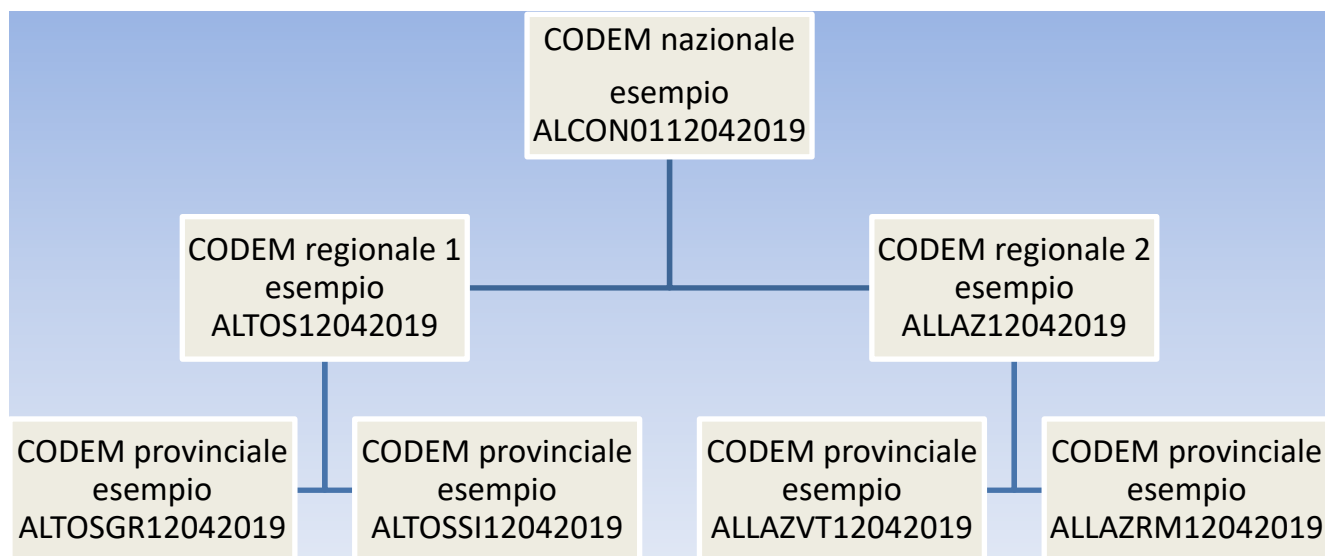 CODEM nazionale
esempio
ALCON0112042019
CODEM regionale 1
esempio
ALTOS12042019
CODEM regionale 2
esempio
ALLAZ12042019
CODEM provinciale
esempio
ALTOSGR12042019
CODEM provinciale
esempio
ALTOSSI12042019
CODEM provinciale
esempio
ALLAZVT12042019
CODEM provinciale
esempio
ALLAZRM12042019